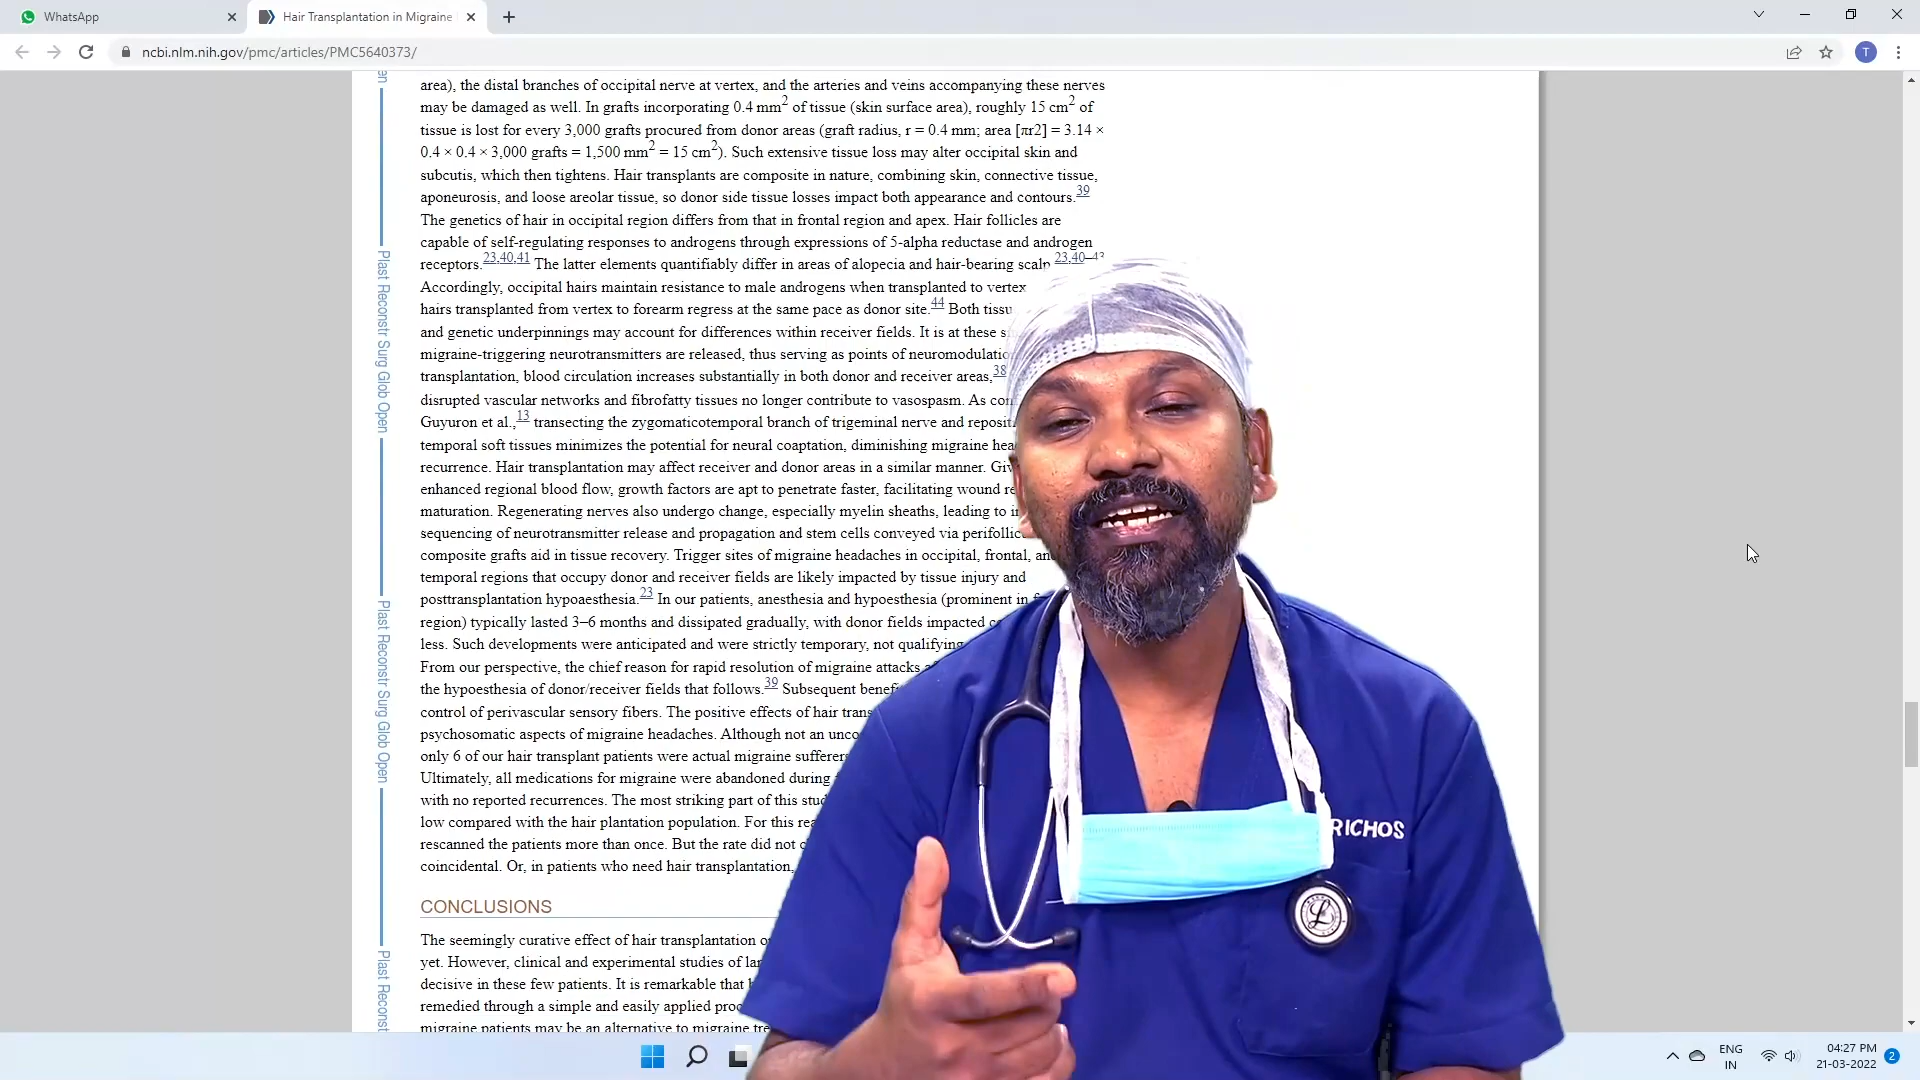 WhatsApp
Hair Transplantation in Migraine
ncbi.nlm.nih.gov/pmc/articles/PMC5640373/
area), the distal branches of occipital nerve at vertex, and the arteries and veins accompanying these nerves
may be damaged as well. In grafts incorporating 0.4 mm² of tissue (skin surface area), roughly 15 cm² of
tissue is lost for every 3,000 grafts procured from donor areas (graft radius, r = 0.4 mm; area [πr2] = 3.14 ×
0.4 × 0.4 × 3,000 grafts = 1,500 mm² = 15 cm²). Such extensive tissue loss may alter occipital skin and
subcutis, which then tightens. Hair transplants are composite in nature, combining skin, connective tissue,
aponeurosis, and loose areolar tissue, so donor side tissue losses impact both appearance and contours.39
The genetics of hair in occipital region differs from that in frontal region and apex. Hair follicles are
capable of self-regulating responses to androgens through expressions of 5-alpha reductase and androgen
receptors.23,40,41 The latter elements quantifiably differ in areas of alopecia and hair-bearing scalp.23,40–43
Accordingly, occipital hairs maintain resistance to male androgens when transplanted to vertex
hairs transplanted from vertex to forearm regress at the same pace as donor site.44 Both
and genetic underpinnings may account for differences within receiver fields. It is at these
migraine-triggering neurotransmitters are released, thus serving as points of
transplantation, blood circulation increases substantially in both donor and receiver areas,38
disrupted vascular networks and fibrofatty tissues no longer contribute to vasospasm. As
Guyuron et al.,13 transecting the zygomaticotemporal branch of trigeminal nerve and
temporal soft tissues minimizes the potential for neural coaptation, diminishing migraine
recurrence. Hair transplantation may affect receiver and donor areas in a similar manner.
enhanced regional blood flow, growth factors are apt to penetrate faster, facilitating wound
maturation. Regenerating nerves also undergo change, especially myelin sheaths, leading to
sequencing of neurotransmitter release and propagation and stem cells conveyed via
composite grafts aid in tissue recovery. Trigger sites of migraine headaches in occipital, frontal,
temporal regions that occupy donor and receiver fields are likely impacted by tissue injury and
posttransplantation hypoaesthesia.23 In our patients, anesthesia and hypoesthesia (prominent in
region) typically lasted 3–6 months and dissipated gradually, with donor fields impacted
less. Such developments were anticipated and were strictly temporary, not qualifying
From our perspective, the chief reason for rapid resolution of migraine attacks
the hypoesthesia of donor/receiver fields that follows.39 Subsequent
control of perivascular sensory fibers. The positive effects of hair
psychosomatic aspects of migraine headaches. Although not an
only 6 of our hair transplant patients were actual migraine
Ultimately, all medications for migraine were abandoned during
with no reported recurrences. The most striking part of this
low compared with the hair plantation population. For this
rescanned the patients more than once. But the rate did not
coincidental. Or, in patients who need hair transplantation,
CONCLUSIONS
The seemingly curative effect of hair transplantation
yet. However, clinical and experimental studies of
decisive in these few patients. It is remarkable that
remedied through a simple and easily applied
migraine patients may be an alternative to migraine
Plast Reconstr Surg Glob Open
Plast Reconstr Surg Glob Open
Plast Reconst
RICHOS
T
ENG
IN
04:27 PM
21-03-2022
2